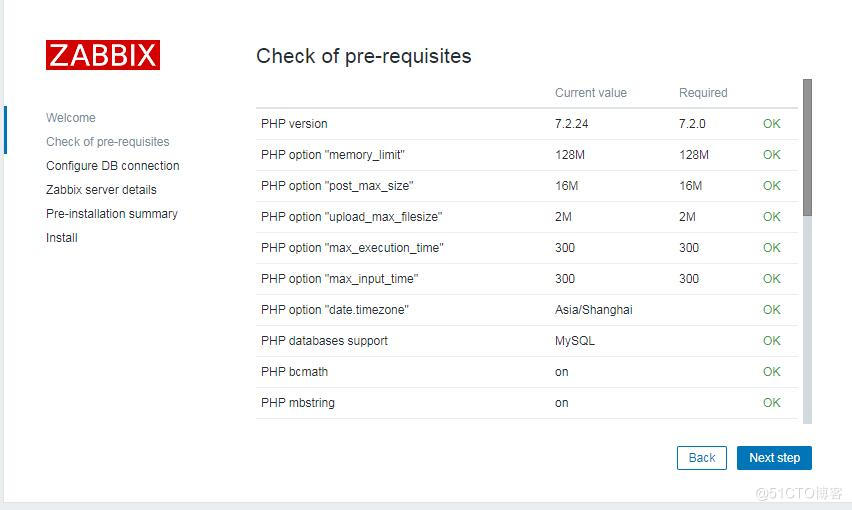 ZABBIX
Check of pre-requisites
Welcome
Check of pre-requisites
Configure DB connection
Zabbix server details
Pre-installation summary
Install
Current value Required
PHP version 7.2.24 7.2.0 OK
PHP option "memory_limit" 128M 128M OK
PHP option "post_max_size" 16M 16M OK
PHP option "upload_max_filesize" 2M 2M OK
PHP option "max_execution_time" 300 300 OK
PHP option "max_input_time" 300 300 OK
PHP option "date.timezone" Asia/Shanghai OK
PHP databases support MySQL OK
PHP bcmath on OK
PHP mbstring on OK
Back Next step
@51CTO博客